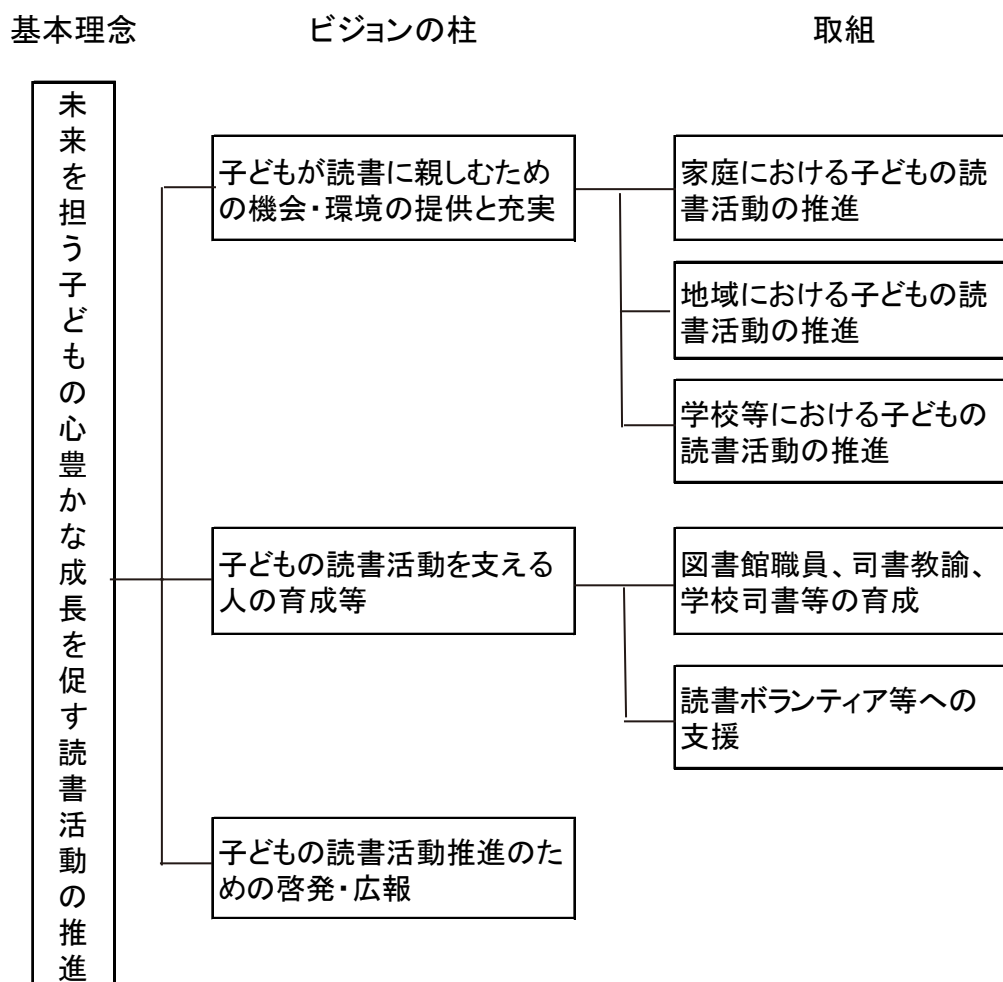 基本理念
ビジョンの柱
取組
未来を担う子どもの心豊かな成長を促す読書活動の推進
子どもが読書に親しむため
の機会・環境の提供と充実
家庭における子どもの読
書活動の推進
地域における子どもの読
書活動の推進
学校等における子どもの
読書活動の推進
子どもの読書活動を支える
人の育成等
図書館職員、司書教諭、
学校司書等の育成
読書ボランティア等への
支援
子どもの読書活動推進のた
めの啓発・広報